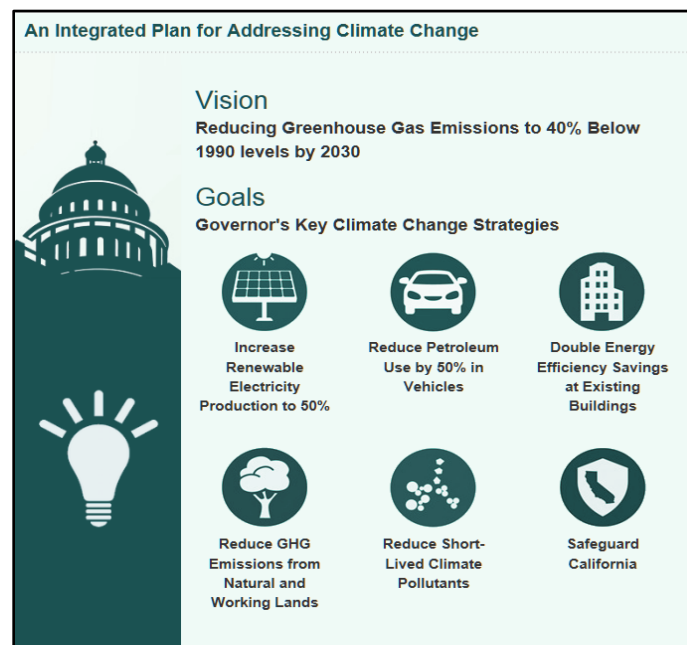 An Integrated Plan for Addressing Climate Change
Vision
Reducing Greenhouse Gas Emissions to 40% Below
1990 levels by 2030
Goals
Governor's Key Climate Change Strategies
Increase
Renewable
Electricity
Production to 50%
Reduce Petroleum
Use by 50% in
Vehicles
Double Energy
Efficiency Savings
at Existing
Buildings
Reduce GHG
Emissions from
Natural and
Working Lands
Reduce Short-
Lived Climate
Pollutants
Safeguard
California